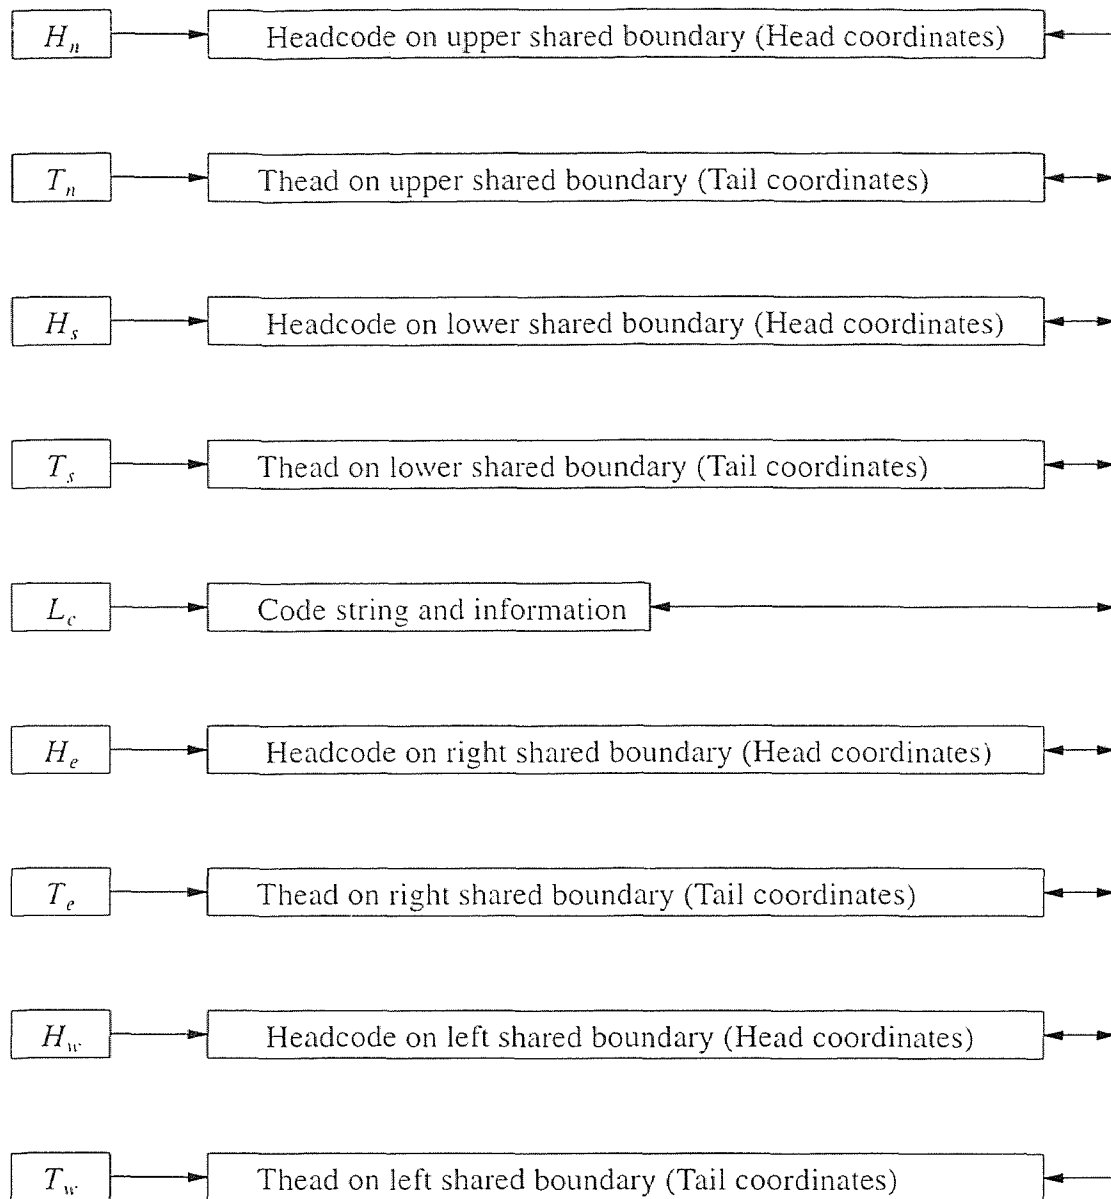 H_n Headcode on upper shared boundary (Head coordinates)
T_n Thead on upper shared boundary (Tail coordinates)
H_s Headcode on lower shared boundary (Head coordinates)
T_s Thead on lower shared boundary (Tail coordinates)
L_c Code string and information
H_e Headcode on right shared boundary (Head coordinates)
T_e Thead on right shared boundary (Tail coordinates)
H_w Headcode on left shared boundary (Head coordinates)
T_w Thead on left shared boundary (Tail coordinates)